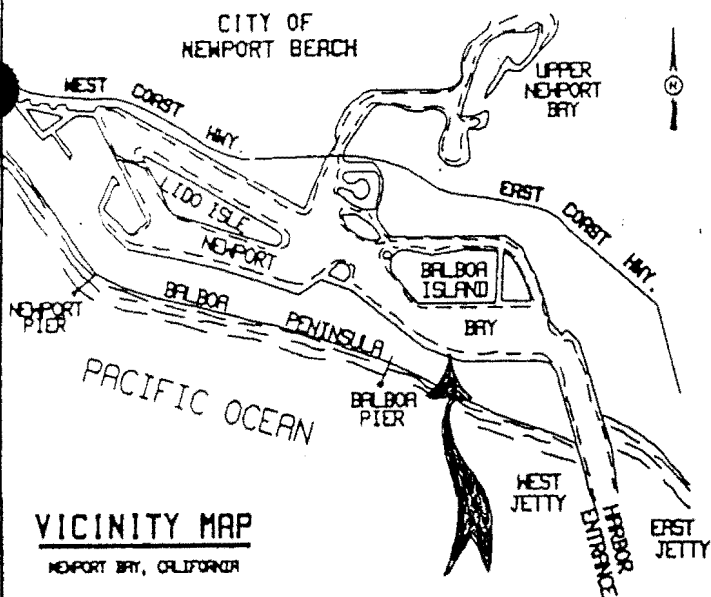 CITY OF
NEWPORT BEACH
UPPER
NEWPORT
BAY
N
WEST COAST HWY.
EAST COAST HWY.
LIDO ISLE
NEWPORT
BALBOA
ISLAND
BAY
NEWPORT
PIER
BALBOA PENINSULA
BALBOA
PIER
PACIFIC OCEAN
WEST
JETTY
HARBOR
ENTRANCE
EAST
JETTY
VICINITY MAP
NEWPORT BAY, CALIFORNIA